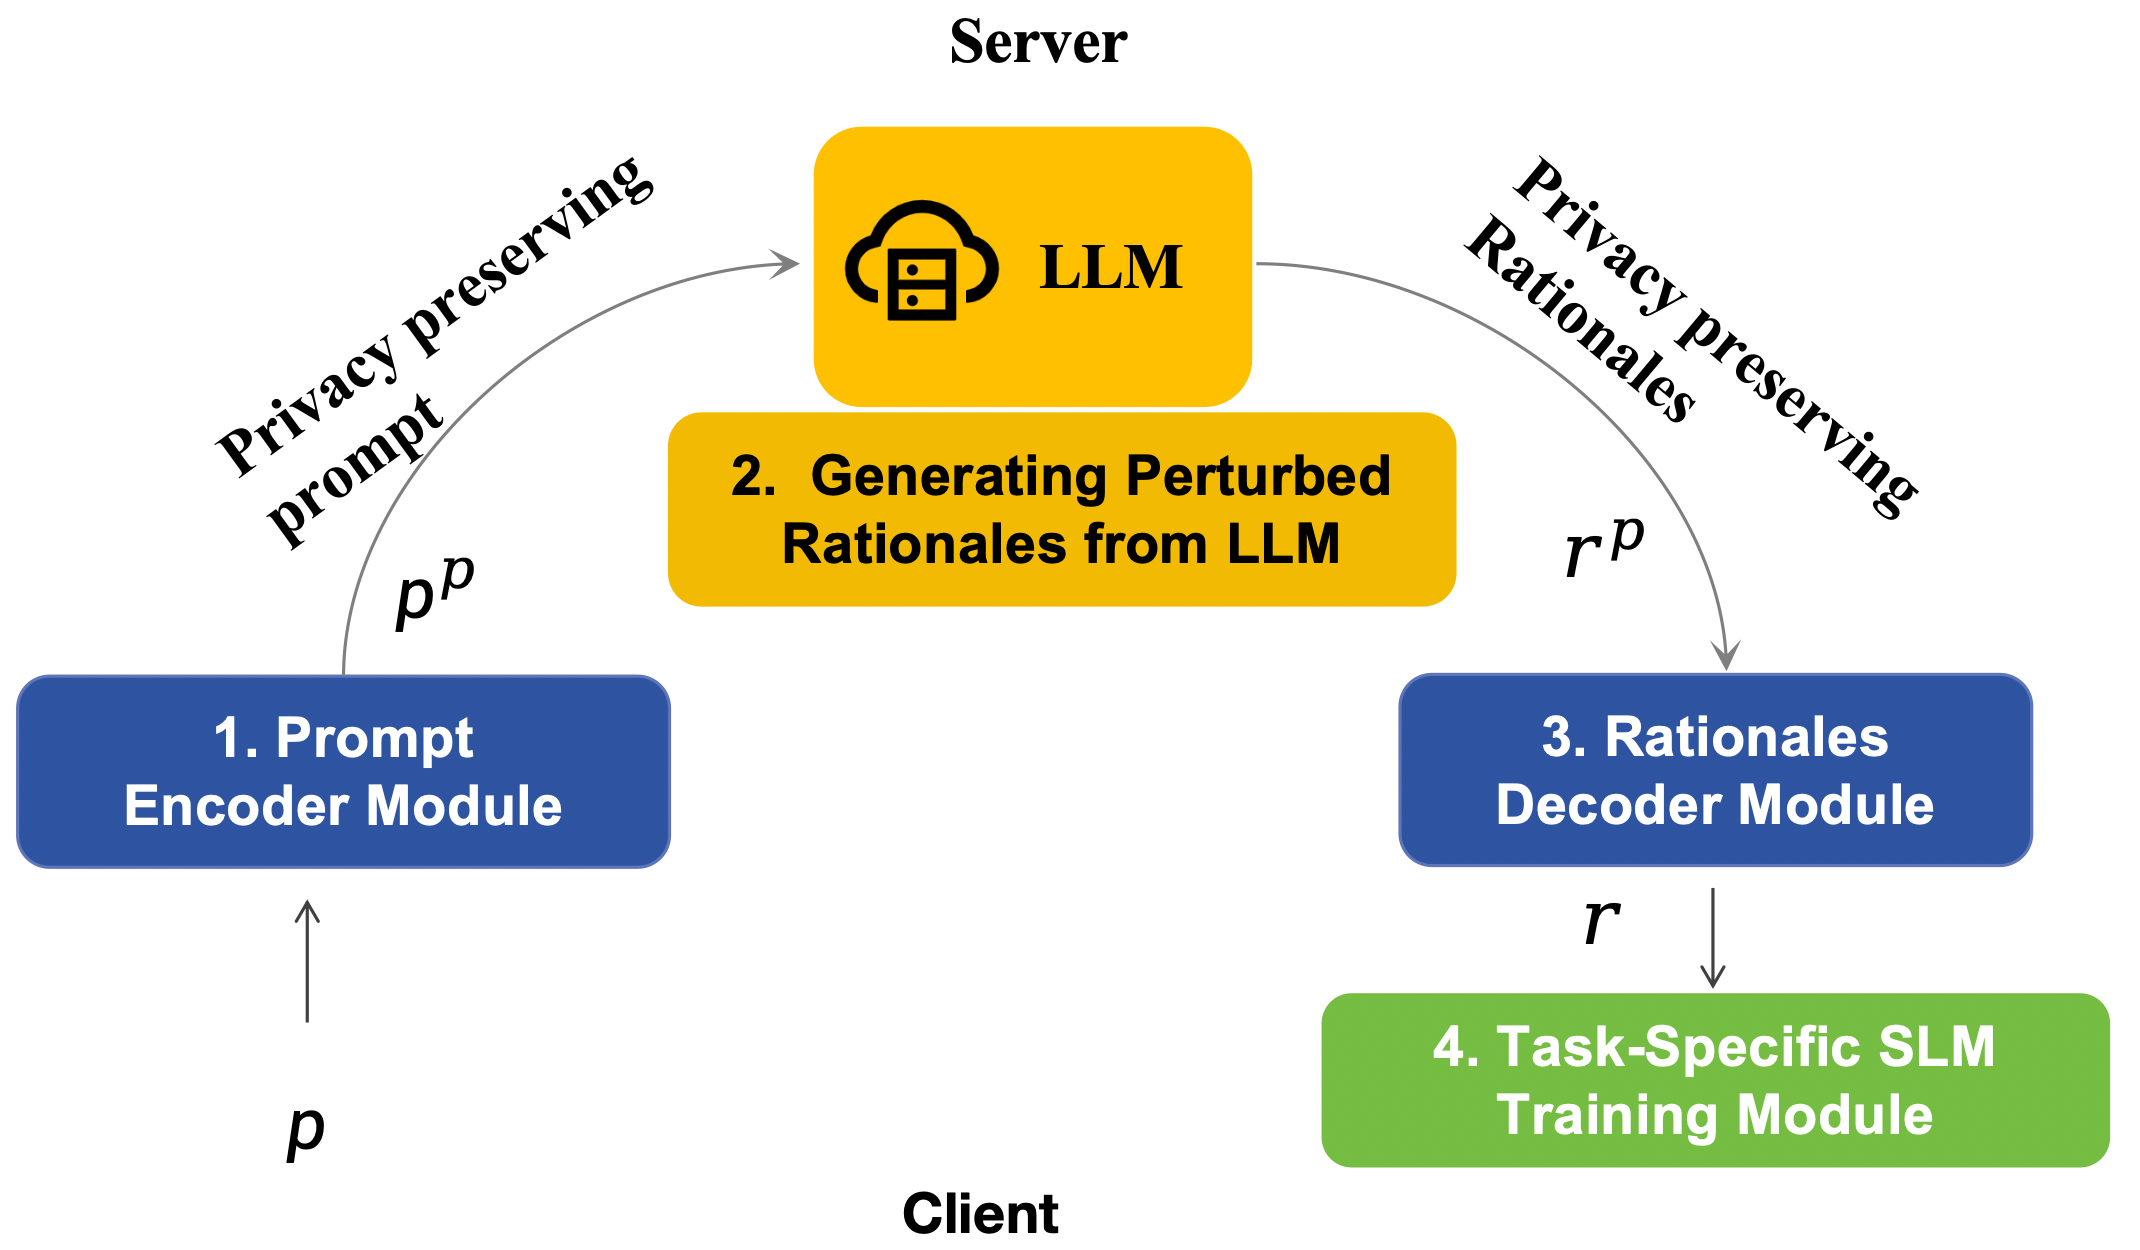 Server
Privacy preserving
prompt
LLM
Privacy preserving
Rationales
2. Generating Perturbed
Rationales from LLM
p^p
r^p
1. Prompt
Encoder Module
3. Rationales
Decoder Module
r
p
4. Task-Specific SLM
Training Module
Client